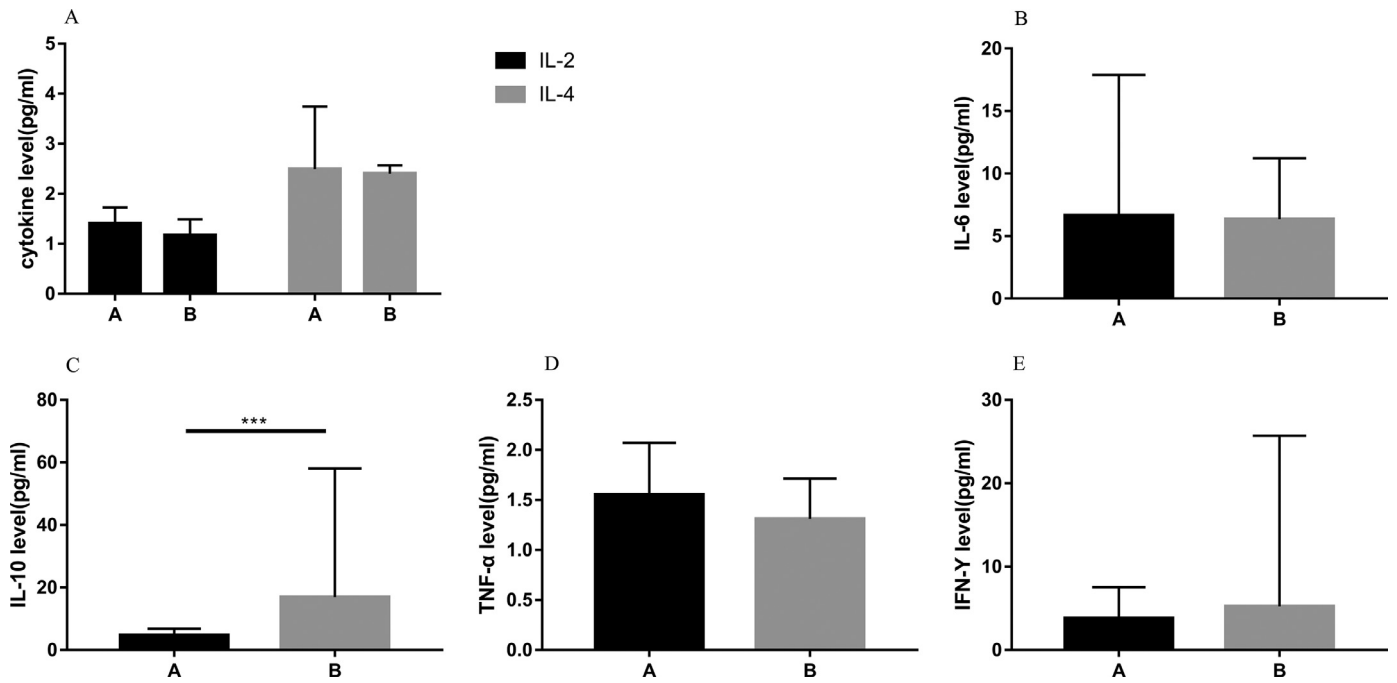 A
cytokine level(pg/ml)
5
4
3
2
1
0
A B A B
IL-2
IL-4
B
IL-6 level(pg/ml)
20
15
10
5
0
A B
C
IL-10 level(pg/ml)
80
60
40
20
0
***
A B
D
TNF-α level(pg/ml)
2.5
2.0
1.5
1.0
0.5
0.0
A B
E
IFN-Y level(pg/ml)
30
20
10
0
A B